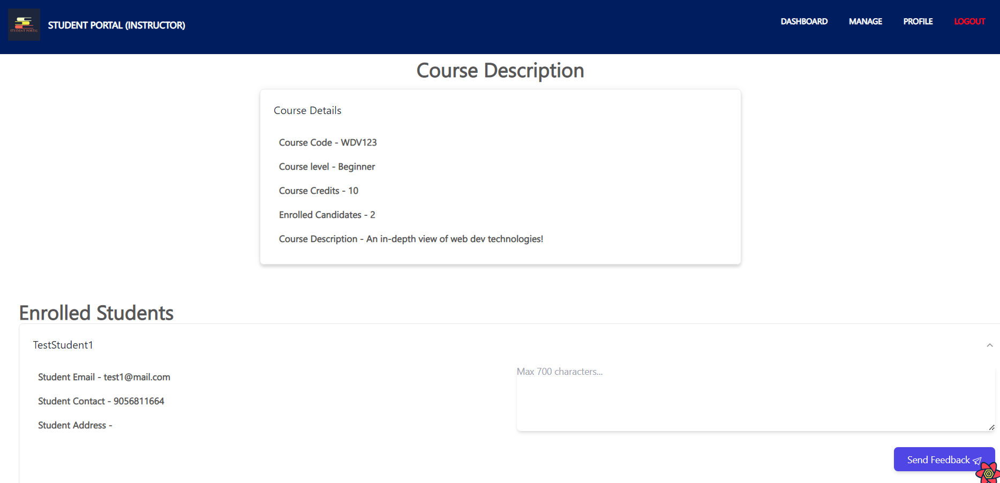 STUDENT PORTAL
STUDENT PORTAL (INSTRUCTOR)
DASHBOARD
MANAGE
PROFILE
LOGOUT
Course Description
Course Details
Course Code - WDV123
Course level - Beginner
Course Credits - 10
Enrolled Candidates - 2
Course Description - An in-depth view of web dev technologies!
Enrolled Students
TestStudent1
Student Email - test1@mail.com
Max 700 characters...
Student Contact - 9056811664
Student Address -
Send Feedback